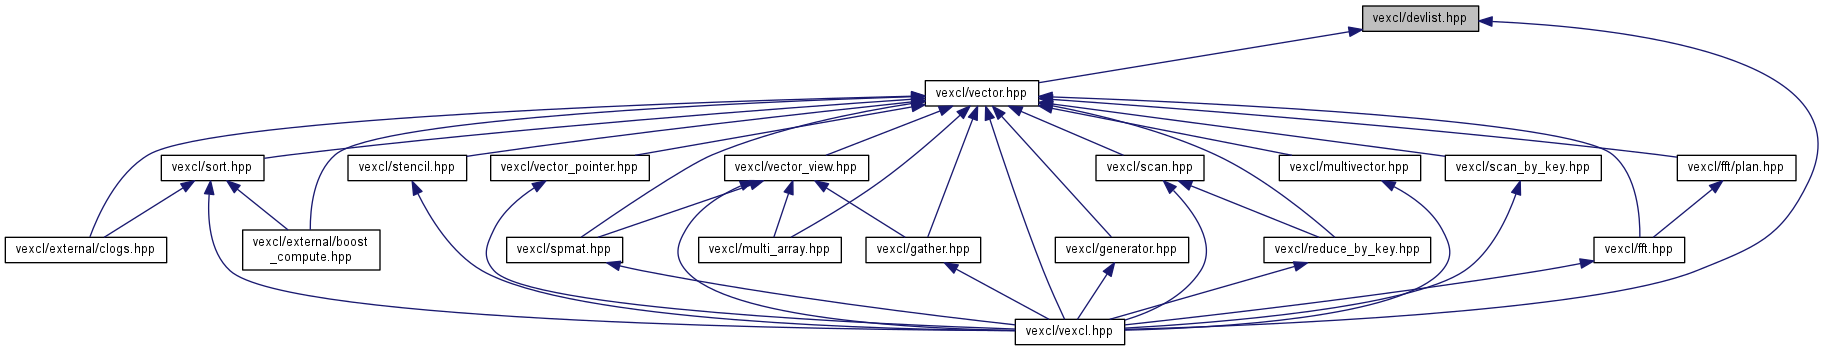 vexcl/devlist.hpp
vexcl/vector.hpp
vexcl/sort.hpp
vexcl/stencil.hpp
vexcl/vector_pointer.hpp
vexcl/vector_view.hpp
vexcl/scan.hpp
vexcl/multivector.hpp
vexcl/scan_by_key.hpp
vexcl/fft/plan.hpp
vexcl/external/clogs.hpp
vexcl/external/boost
_compute.hpp
vexcl/spmat.hpp
vexcl/multi_array.hpp
vexcl/gather.hpp
vexcl/generator.hpp
vexcl/reduce_by_key.hpp
vexcl/fft.hpp
vexcl/vexcl.hpp